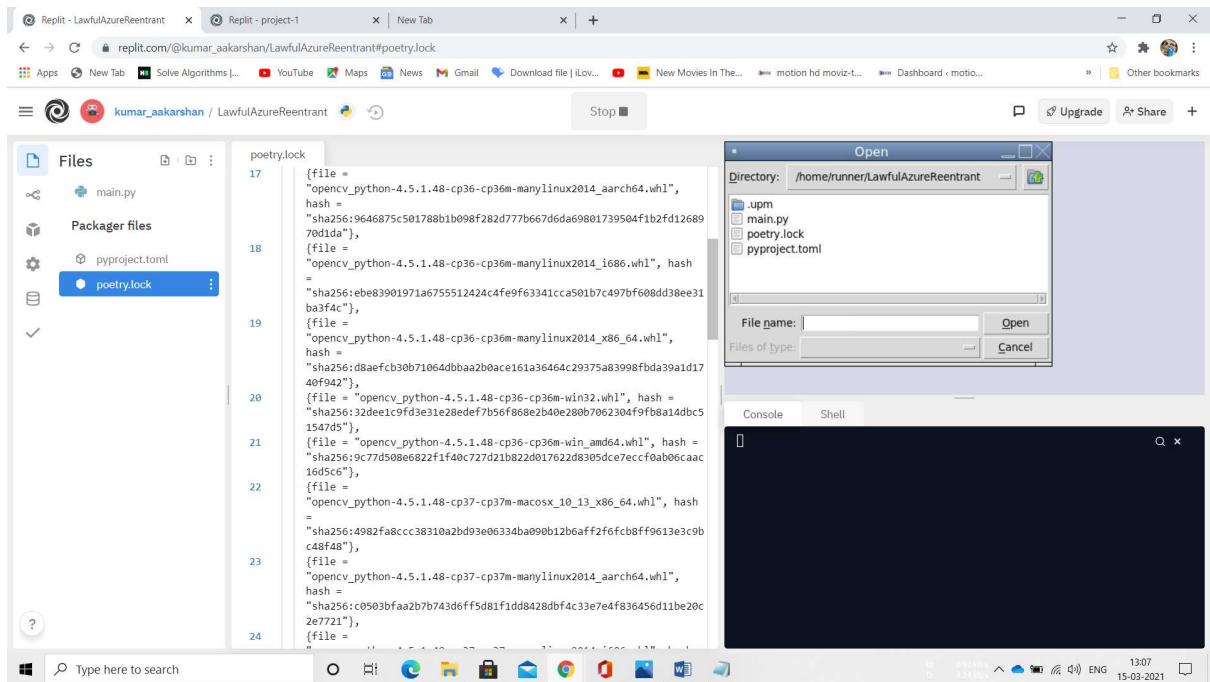 Replit - LawfulAzureReentrant
Replit - project-1
New Tab
replit.com/@kumar_aakarshan/LawfulAzureReentrant#poetry.lock
Apps
New Tab
Solve Algorithms |...
YouTube
Maps
News
Gmail
Download file | iLov...
New Movies In The...
motion hd moviz-t...
Dashboard ‹ motio...
»
Other bookmarks
kumar_aakarshan / LawfulAzureReentrant
Stop
Upgrade
Share
Files
main.py
Packager files
pyproject.toml
poetry.lock
poetry.lock
17 {file =
"opencv_python-4.5.1.48-cp36-cp36m-manylinux2014_aarch64.whl",
hash =
"sha256:9646875c501788b1b098f282d777b667d6da69801739504f1b2fd12689
70d1da"},
18 {file =
"opencv_python-4.5.1.48-cp36-cp36m-manylinux2014_i686.whl", hash
=
"sha256:ebe83901971a6755512424c4fe9f63341cca501b7c497bf608dd38ee31
ba3f4c"},
19 {file =
"opencv_python-4.5.1.48-cp36-cp36m-manylinux2014_x86_64.whl",
hash =
"sha256:d8aefcb30b71064dbbaa2b0ace161a36464c29375a83998fbda39a1d17
40f942"},
20 {file = "opencv_python-4.5.1.48-cp36-cp36m-win32.whl", hash =
"sha256:32dee1c9fd3e31e28edef7b56f868e2b40e280b7062304f9fb8a14dbc5
1547d5"},
21 {file = "opencv_python-4.5.1.48-cp36-cp36m-win_amd64.whl", hash =
"sha256:9c77d508e6822f1f40c727d21b822d017622d8305dce7eccf0ab06caac
16d5c6"},
22 {file =
"opencv_python-4.5.1.48-cp37-cp37m-macosx_10_13_x86_64.whl", hash
=
"sha256:4982fa8ccc38310a2bd93e06334ba090b12b6aff2f6fcb8ff9613e3c9b
c48f48"},
23 {file =
"opencv_python-4.5.1.48-cp37-cp37m-manylinux2014_aarch64.whl",
hash =
"sha256:c0503bfaa2b7b743d6ff5d81f1dd8428dbf4c33e7e4f836456d11be20c
2e7721"},
24 {file =
Open
Directory: /home/runner/LawfulAzureReentrant
.upm
main.py
poetry.lock
pyproject.toml
File name:
Open
Files of type:
Cancel
Console
Shell
?
Type here to search
ENG
13:07
15-03-2021